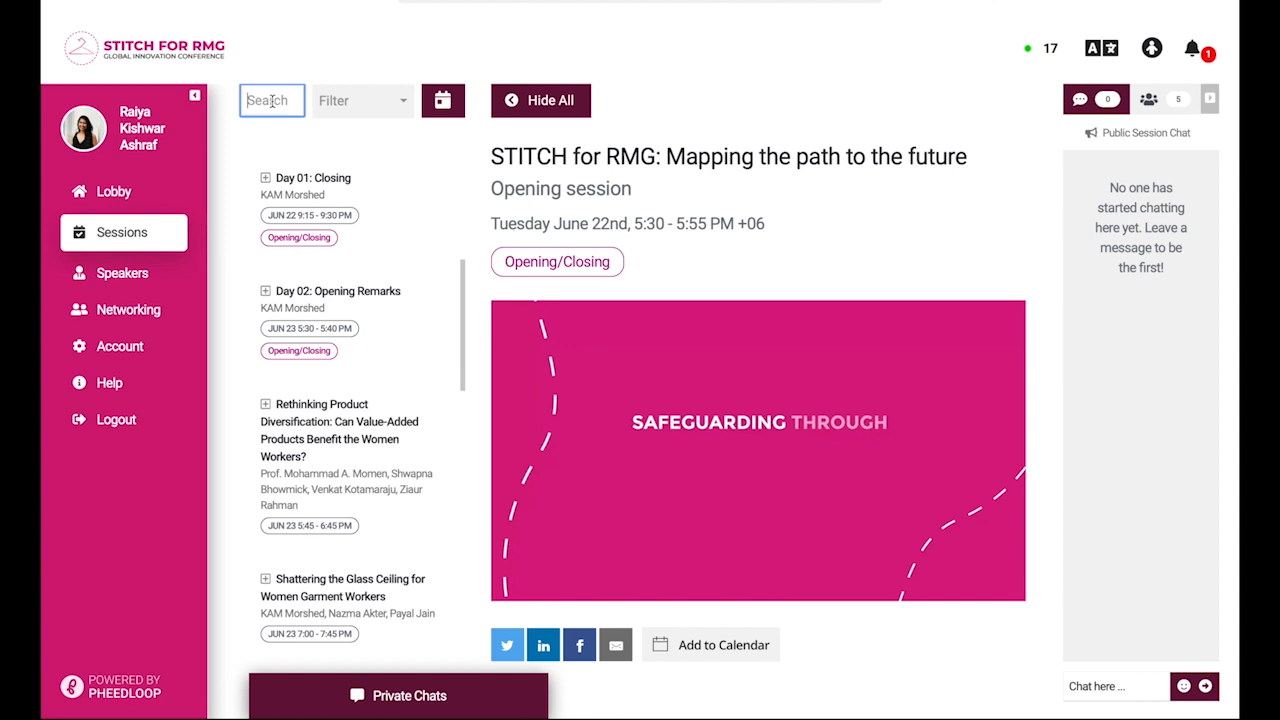 STITCH FOR RMG
GLOBAL INNOVATION CONFERENCE
17
A
1
Raiya
Kishwar
Ashraf
Lobby
Sessions
Speakers
Networking
Account
Help
Logout
POWERED BY
PHEEDLOOP
Search
Filter
Day 01: Closing
KAM Morshed
JUN 22 9:15 - 9:30 PM
Opening/Closing
Day 02: Opening Remarks
KAM Morshed
JUN 23 5:30 - 5:40 PM
Opening/Closing
Rethinking Product
Diversification: Can Value-Added
Products Benefit the Women
Workers?
Prof. Mohammad A. Momen, Shwapna
Bhowmick, Venkat Kotamaraju, Ziaur
Rahman
JUN 23 5:45 - 6:45 PM
Shattering the Glass Ceiling for
Women Garment Workers
KAM Morshed, Nazma Akter, Payal Jain
JUN 23 7:00 - 7:45 PM
Private Chats
Hide All
STITCH for RMG: Mapping the path to the future
Opening session
Tuesday June 22nd, 5:30 - 5:55 PM +06
Opening/Closing
SAFEGUARDING THROUGH
Add to Calendar
0
5
Public Session Chat
No one has
started chatting
here yet. Leave a
message to be
the first!
Chat here ...